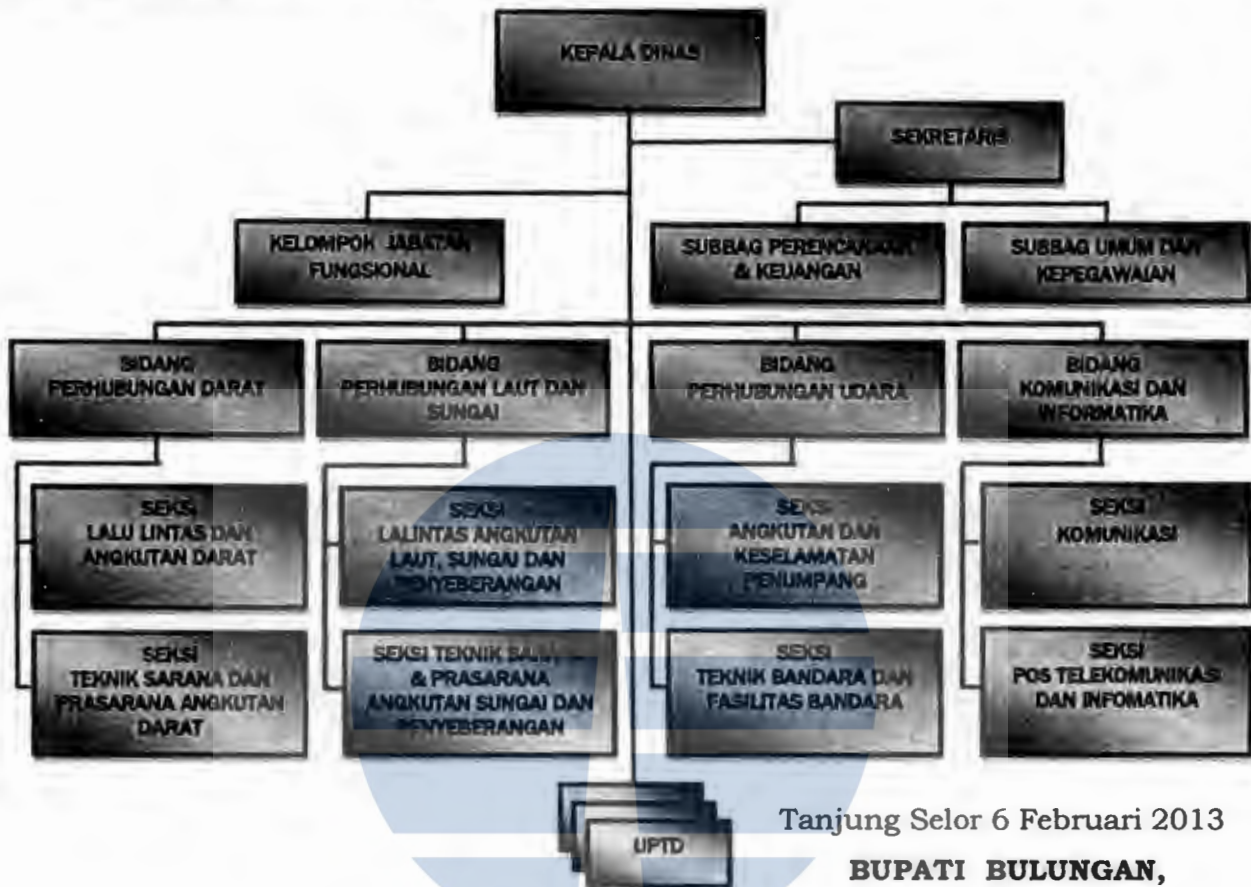 KEPALA DINAS
SEKRETARIS
KELOMPOK JABATAN
FUNGSIONAL
SUBBAG PERENCANAAN
& KEUANGAN
SUBBAG UMUM DAN
KEPEGAWAIAN
BIDANG
PERHUBUNGAN DARAT
BIDANG
PERHUBUNGAN LAUT DAN
SUNGAI
BIDANG
PERHUBUNGAN UDARA
BIDANG
KOMUNIKASI DAN
INFORMATIKA
SEKSI
LALU LINTAS DAN
ANGKUTAN DARAT
SEKSI
LALINTAS ANGKUTAN
LAUT, SUNGAI DAN
PENYEBERANGAN
SEKSI
ANGKUTAN DAN
KESELAMATAN
PENUMPANG
SEKSI
KOMUNIKASI
SEKSI
TEKNIK SARANA DAN
PRASARANA ANGKUTAN
DARAT
SEKSI TEKNIK
& PRASARANA
ANGKUTAN SUNGAI DAN
PENYEBERANGAN
SEKSI
TEKNIK BANDARA DAN
FASILITAS BANDARA
SEKSI
POS TELEKOMUNIKASI
DAN INFOMATIKA
UPTD
Tanjung Selor 6 Februari 2013
BUPATI BULUNGAN,